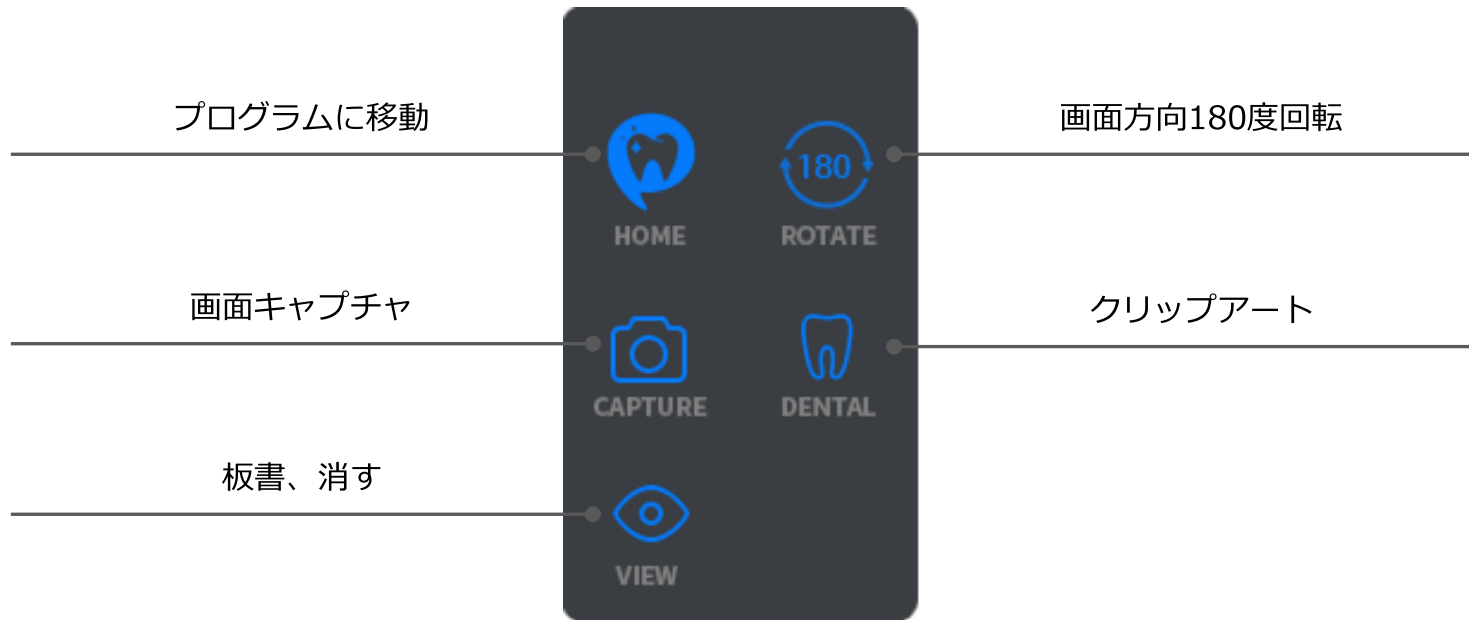 プログラムに移動
画面方向180度回転
180
HOME
ROTATE
画面キャプチャ
クリップアート
CAPTURE
DENTAL
板書、消す
VIEW